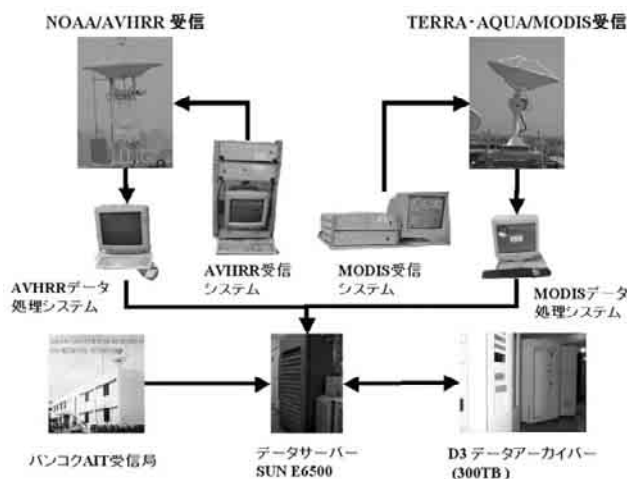 NOAA/AVHRR 受信
TERRA・AQUA/MODIS受信
AVHRR受信
システム
MODIS受信
システム
AVHRRデータ
処理システム
MODISデータ
処理システム
バンコクAIT受信局
データサーバー
SUN E6500
D3 データアーカイバー
(300TB )